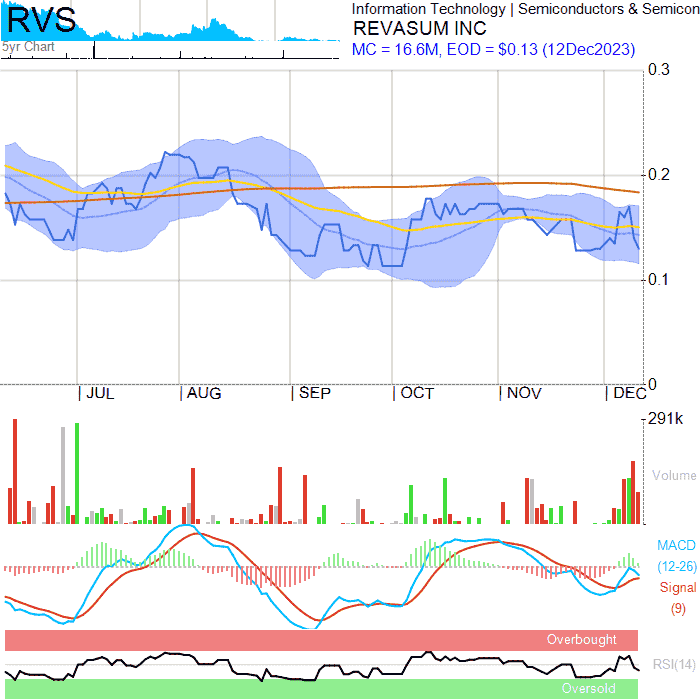 RVS
Information Technology | Semiconductors & Semicon
REVASUM INC
5yr Chart
MC = 16.6M, EOD = $0.13 (12Dec2023)
0.3
0.2
0.1
0
| JUL | AUG | SEP | OCT | NOV | DEC
291k
Volume
MACD
(12-26)
Signal
(9)
Overbought
RSI(14)
Oversold